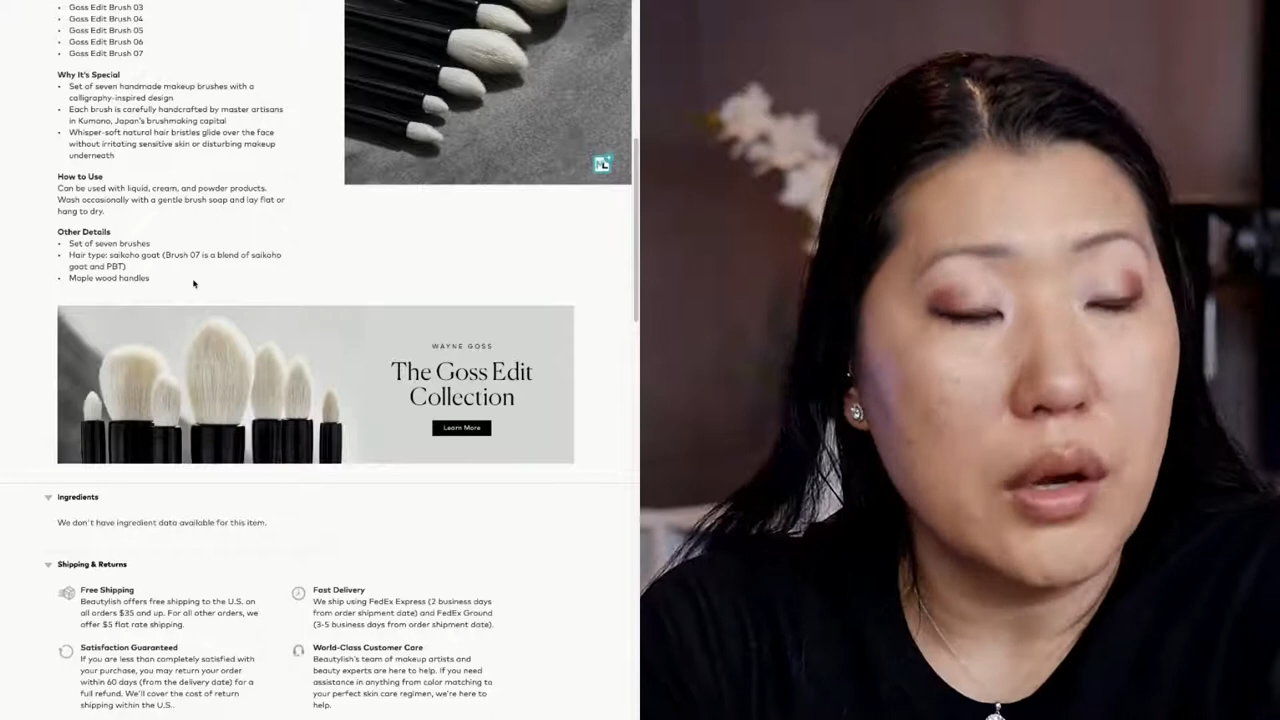 Goss Edit Brush 03
Goss Edit Brush 04
Goss Edit Brush 05
Goss Edit Brush 06
Goss Edit Brush 07
Why It's Special
Set of seven handmade makeup brushes with a
calligraphy-inspired design
Each brush is carefully handcrafted by master artisans
in Kumano, Japan's brushmaking capital
Whisper-soft natural hair bristles glide over the face
without irritating sensitive skin or disturbing makeup
underneath
How to Use
Can be used with liquid, cream, and powder products.
Wash occasionally with a gentle brush soap and lay flat or
hang to dry.
Other Details
Set of seven brushes
Hair type: saikoho goat (Brush 07 is a blend of saikoho
goat and PBT)
Maple wood handles
WAYNE GOSS
The Goss Edit
Collection
Learn More
Ingredients
We don't have ingredient data available for this item.
Shipping & Returns
Free Shipping
Beautylish offers free shipping to the U.S. on
all orders $35 and up. For all other orders, we
offer $5 flat rate shipping.
Fast Delivery
We ship using FedEx Express (2 business days
from order shipment date) and FedEx Ground
(3-5 business days from order shipment date).
Satisfaction Guaranteed
If you are less than completely satisfied with
your purchase, you may return your order
within 60 days (from the delivery date) for a
full refund. We'll cover the cost of return
shipping within the U.S..
World-Class Customer Care
Beautylish's team of makeup artists and
beauty experts are here to help. If you need
assistance in anything from color matching to
your perfect skin care regimen, we're here to
help.